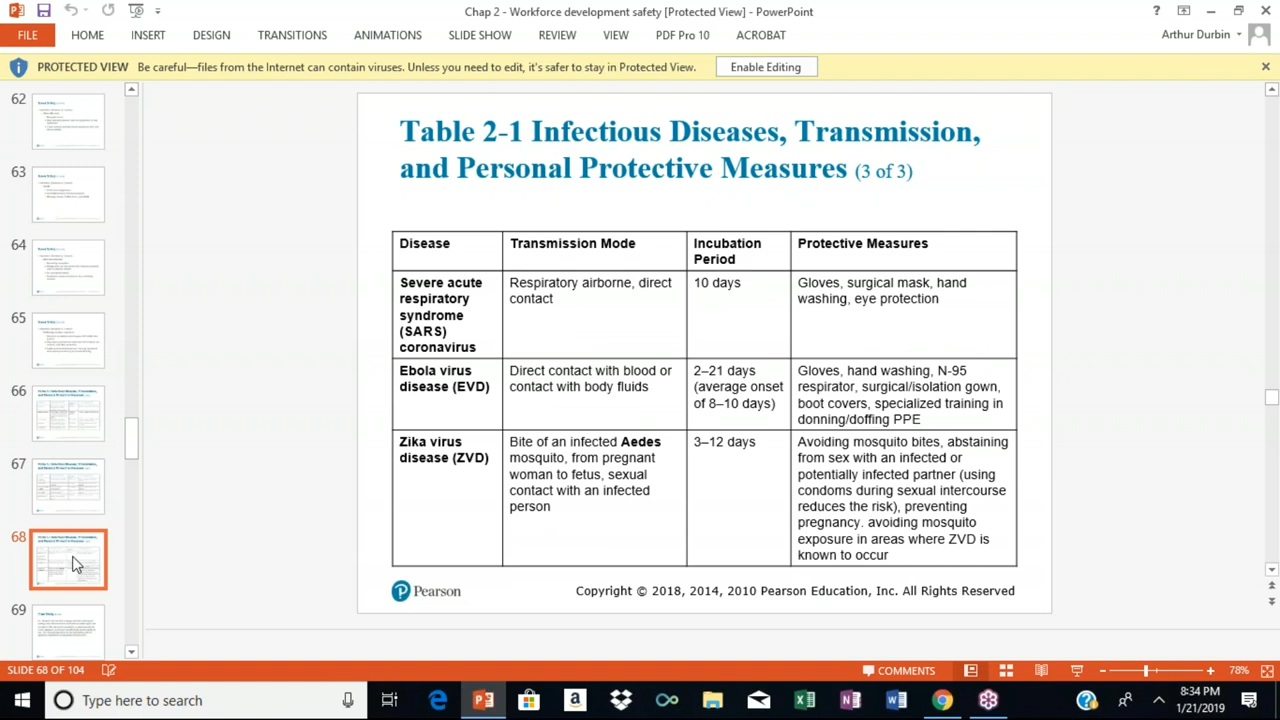 Chap 2 - Workforce development safety [Protected View] - PowerPoint
?
FILE HOME INSERT DESIGN TRANSITIONS ANIMATIONS SLIDE SHOW REVIEW VIEW PDF Pro 10 ACROBAT
Arthur Durbin
PROTECTED VIEW Be careful—files from the Internet can contain viruses. Unless you need to edit, it's safer to stay in Protected View. Enable Editing
62
63
64
65
66
67
68
69
Table 2-1 Infectious Diseases, Transmission,
and Personal Protective Measures (3 of 3)
Disease Transmission Mode Incubation Period Protective Measures
Severe acute
respiratory
syndrome
(SARS)
coronavirus
Respiratory airborne, direct
contact
10 days
Gloves, surgical mask, hand
washing, eye protection
Ebola virus
disease (EVD)
Direct contact with blood or
contact with body fluids
2–21 days
(average onset
of 8–10 days)
Gloves, hand washing, N-95
respirator, surgical/isolation gown,
boot covers, specialized training in
donning/doffing PPE
Zika virus
disease (ZVD)
Bite of an infected Aedes
mosquito, from pregnant
woman to fetus, sexual
contact with an infected
person
3–12 days
Avoiding mosquito bites, abstaining
from sex with an infected or
potentially infected partner (using
condoms during sexual intercourse
reduces the risk), preventing
pregnancy. avoiding mosquito
exposure in areas where ZVD is
known to occur
Pearson
Copyright © 2018, 2014, 2010 Pearson Education, Inc. All Rights Reserved
SLIDE 68 OF 104 COMMENTS 78%
Type here to search
8:34 PM
1/21/2019